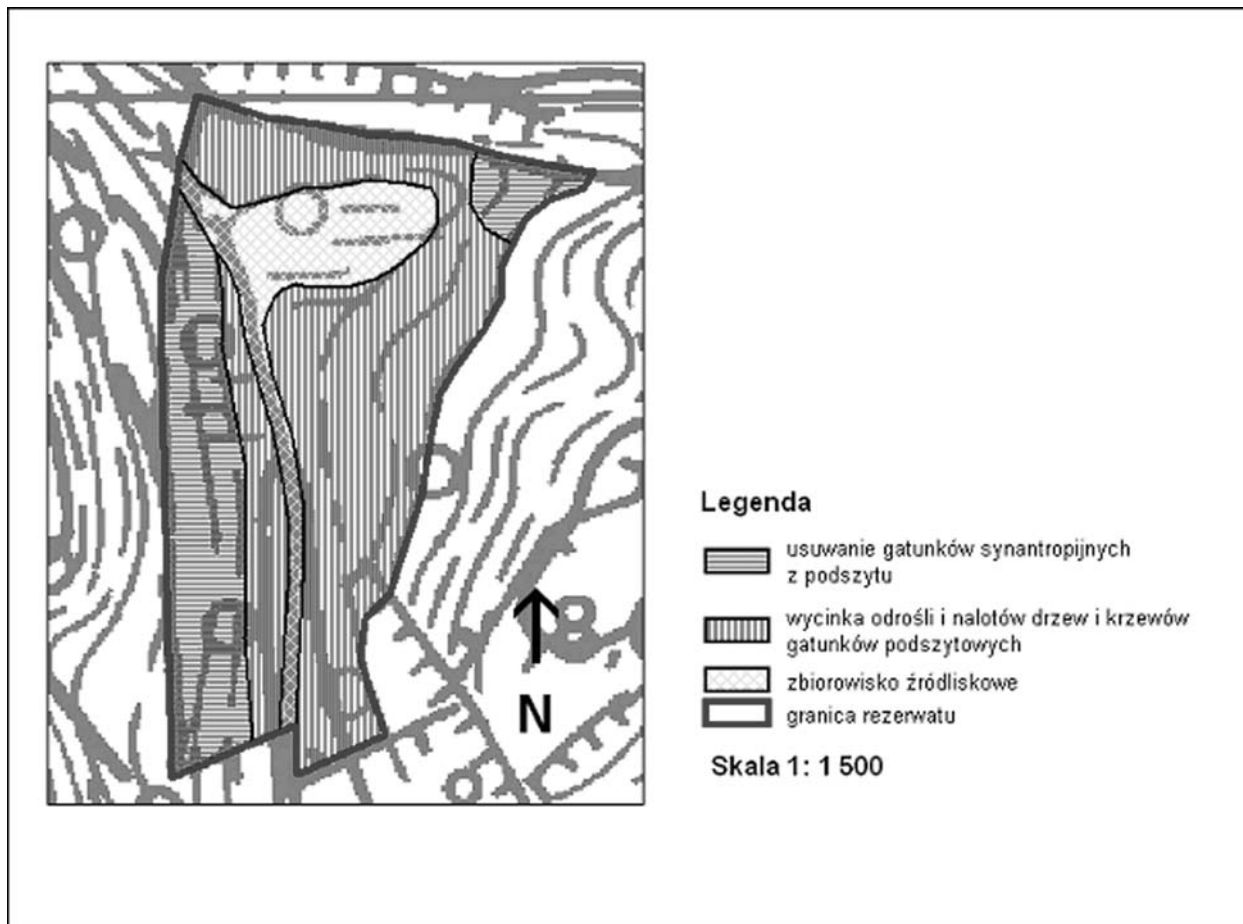 Legenda
usuwanie gatunków synantropijnych
z podszytu
wycinka odrośli i nalotów drzew i krzewów
gatunków podszytowych
zbiorowisko źródliskowe
granica rezerwatu
N
Skala 1: 1 500